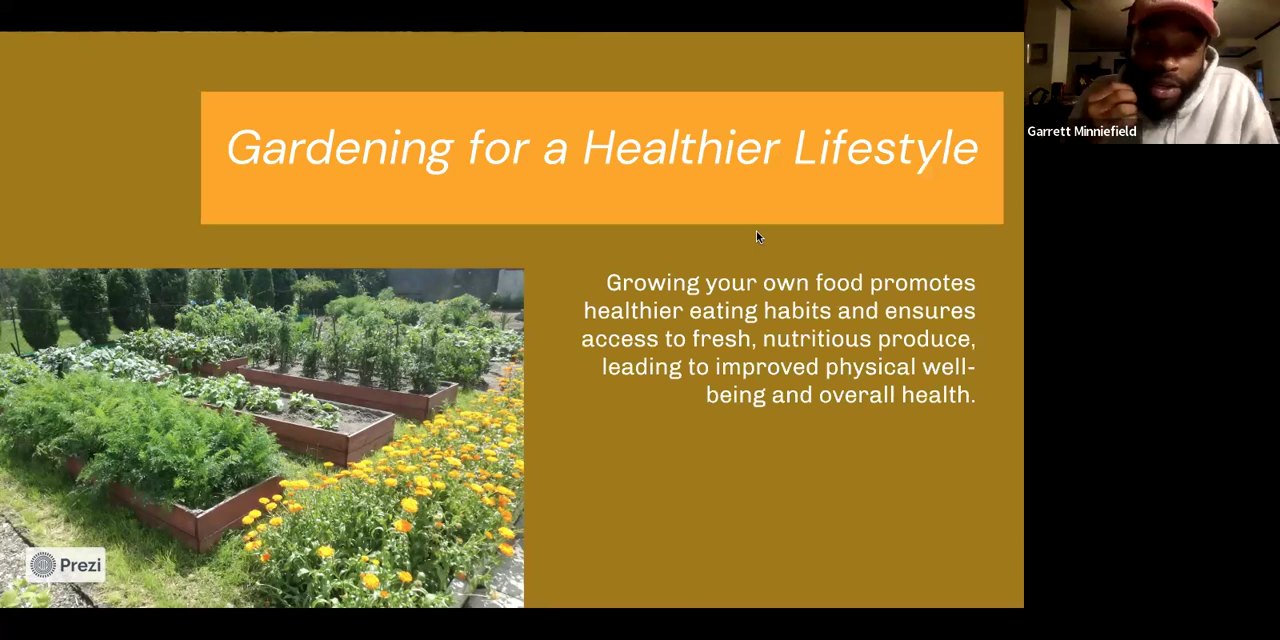 Gardening for a Healthier Lifestyle
Growing your own food promotes
healthier eating habits and ensures
access to fresh, nutritious produce,
leading to improved physical well-
being and overall health.
Prezi
Garrett Minniefield